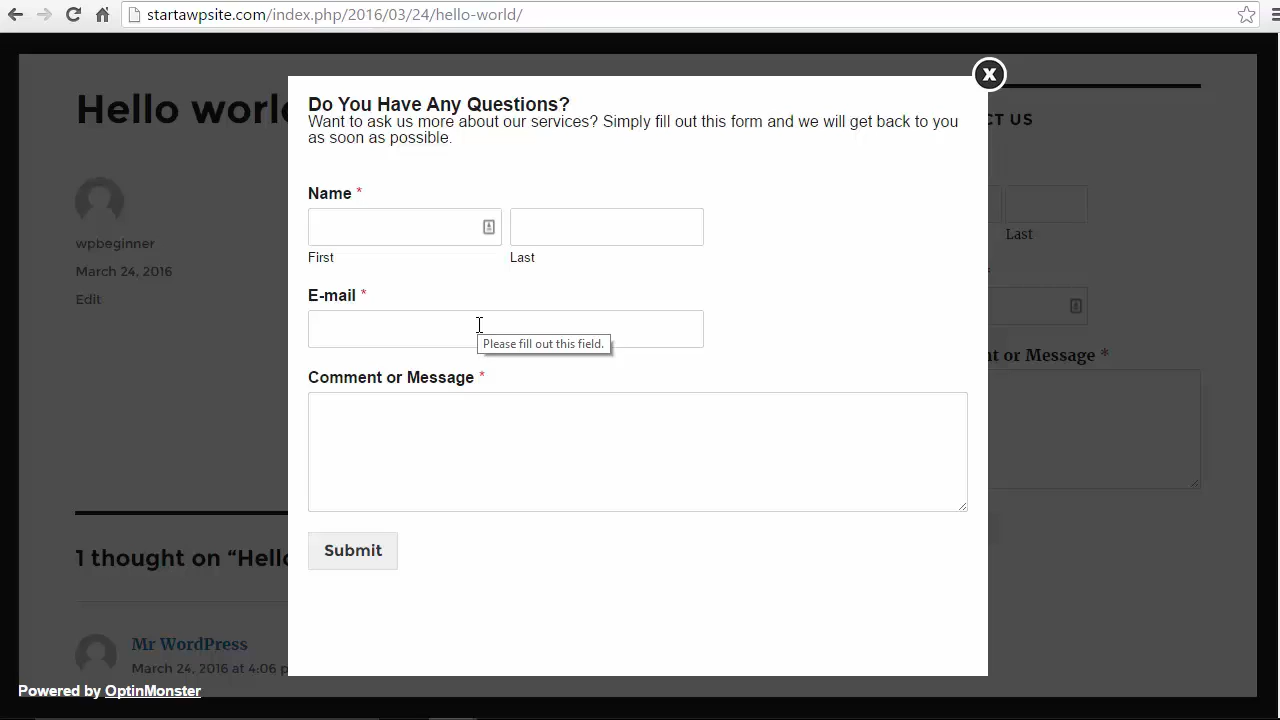 startawpsite.com/index.php/2016/03/24/hello-world/
Hello worl
wpbeginner
March 24, 2016
Edit
1 thought on “Hello
Mr WordPress
March 24, 2016 at 4:06 p
Powered by OptinMonster
Do You Have Any Questions?
Want to ask us more about our services? Simply fill out this form and we will get back to you
as soon as possible.
Name *
First Last
E-mail *
Please fill out this field.
Comment or Message *
Submit
X
CT US
Last
*
nt or Message *